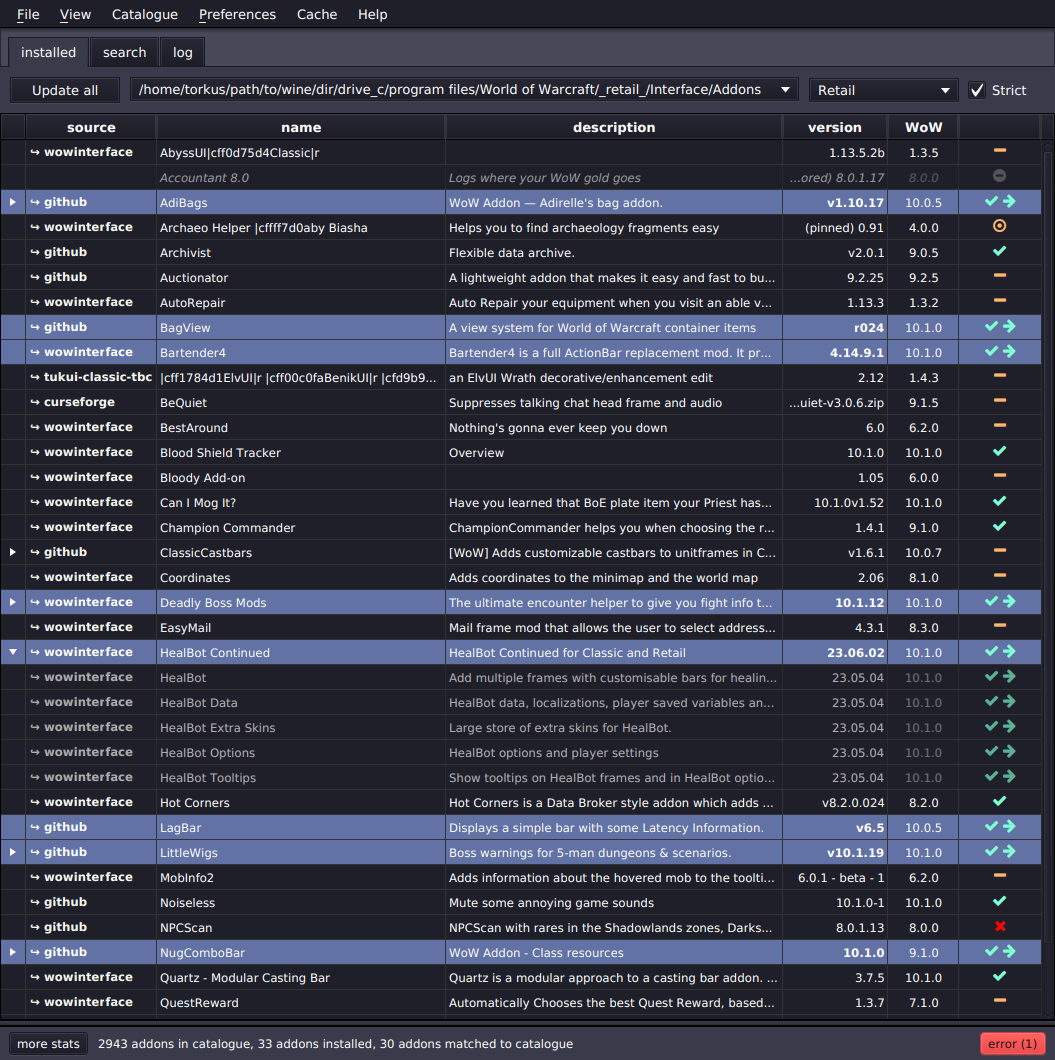 File View Catalogue Preferences Cache Help
installed search log
Update all /home/torkus/path/to/wine/dir/drive_c/program files/World of Warcraft/_retail_/Interface/Addons Retail Strict
source name description version WoW
↪ wowinterface AbyssUI|cff0d75d4Classic|r 1.13.5.2b 1.3.5
Accountant 8.0 Logs where your WoW gold goes ...ored) 8.0.1.17 8.0.0
↪ github AdiBags WoW Addon — Adirelle's bag addon. v1.10.17 10.0.5
↪ wowinterface Archaeo Helper |cffff7d0aby Biasha Helps you to find archaeology fragments easy (pinned) 0.91 4.0.0
↪ github Archivist Flexible data archive. v2.0.1 9.0.5
↪ github Auctionator A lightweight addon that makes it easy and fast to bu... 9.2.25 9.2.5
↪ wowinterface AutoRepair Auto Repair your equipment when you visit an able v... 1.13.3 1.3.2
↪ github BagView A view system for World of Warcraft container items r024 10.1.0
↪ wowinterface Bartender4 Bartender4 is a full ActionBar replacement mod. It pr... 4.14.9.1 10.1.0
↪ tukui-classic-tbc |cff1784d1ElvUI|r |cff00c0faBenikUI|r |cfd9b9... an ElvUI Wrath decorative/enhancement edit 2.12 1.4.3
↪ curseforge BeQuiet Suppresses talking chat head frame and audio ...uiet-v3.0.6.zip 9.1.5
↪ wowinterface BestAround Nothing's gonna ever keep you down 6.0 6.2.0
↪ wowinterface Blood Shield Tracker Overview 10.1.0 10.1.0
↪ wowinterface Bloody Add-on 1.05 6.0.0
↪ wowinterface Can I Mog It? Have you learned that BoE plate item your Priest has... 10.1.0v1.52 10.1.0
↪ wowinterface Champion Commander ChampionCommander helps you when choosing the r... 1.4.1 9.1.0
↪ github ClassicCastbars [WoW] Adds customizable castbars to unitframes in C... v1.6.1 10.0.7
↪ wowinterface Coordinates Adds coordinates to the minimap and the world map 2.06 8.1.0
↪ wowinterface Deadly Boss Mods The ultimate encounter helper to give you fight info t... 10.1.12 10.1.0
↪ wowinterface EasyMail Mail frame mod that allows the user to select address... 4.3.1 8.3.0
↪ wowinterface HealBot Continued HealBot Continued for Classic and Retail 23.06.02 10.1.0
↪ wowinterface HealBot Add multiple frames with customisable bars for healin... 23.05.04 10.1.0
↪ wowinterface HealBot Data HealBot data, localizations, player saved variables an... 23.05.04 10.1.0
↪ wowinterface HealBot Extra Skins Large store of extra skins for HealBot. 23.05.04 10.1.0
↪ wowinterface HealBot Options HealBot options and player settings 23.05.04 10.1.0
↪ wowinterface HealBot Tooltips Show tooltips on HealBot frames and in HealBot optio... 23.05.04 10.1.0
↪ wowinterface Hot Corners Hot Corners is a Data Broker style addon which adds ... v8.2.0.024 8.2.0
↪ github LagBar Displays a simple bar with some Latency Information. v6.5 10.0.5
↪ github LittleWigs Boss warnings for 5-man dungeons & scenarios. v10.1.19 10.1.0
↪ wowinterface MobInfo2 Adds information about the hovered mob to the toolti... 6.0.1 - beta - 1 6.2.0
↪ github Noiseless Mute some annoying game sounds 10.1.0-1 10.1.0
↪ github NPCScan NPCScan with rares in the Shadowlands zones, Darks... 8.0.1.13 8.0.0
↪ github NugComboBar WoW Addon - Class resources 10.1.0 9.1.0
↪ wowinterface Quartz - Modular Casting Bar Quartz is a modular approach to a casting bar addon. ... 3.7.5 10.1.0
↪ wowinterface QuestReward Automatically Chooses the best Quest Reward, based... 1.3.7 7.1.0
more stats 2943 addons in catalogue, 33 addons installed, 30 addons matched to catalogue error (1)